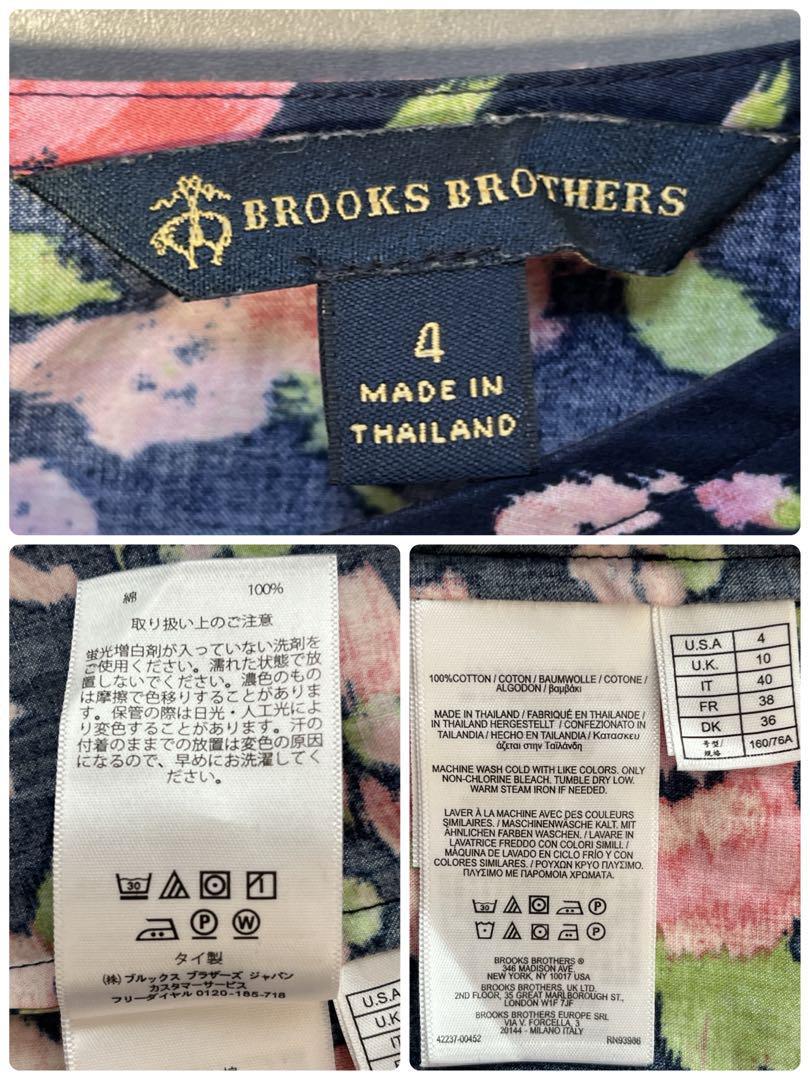 BROOKS BROTHERS
4
MADE IN
THAILAND
綿 100%
取り扱い上のご注意
蛍光増白剤が入っていない洗剤を
ご使用ください。濡れた状態で放
置しないでください。濃色のもの
は摩擦で色移りすることがありま
す。保管の際は日光・人工光によ
り変色することがあります。汗の
付着のままでの放置は変色の原因
になるので、早めにお洗濯してく
ださい。
30
P W
タイ製
(株) ブルックス ブラザーズ ジャパン
カスタマーサービス
フリーダイヤル 0120-185-718
U.S.A
U.K.
IT
綿
100%COTTON / COTON / BAUMWOLLE / COTONE /
ALGODON / βαμβάκι
MADE IN THAILAND / FABRIQUÉ EN THAILANDE /
IN THAILAND HERGESTELLT / CONFEZIONATO IN
TAILANDIA / HECHO EN TAILANDIA / Κατασκευ
άζεται στην Ταϊλάνδη
MACHINE WASH COLD WITH LIKE COLORS. ONLY
NON-CHLORINE BLEACH. TUMBLE DRY LOW.
WARM STEAM IRON IF NEEDED.
LAVER À LA MACHINE AVEC DES COULEURS
SIMILAIRES. / MASCHINENWÄSCHE KALT. MIT
ÄHNLICHEN FARBEN WASCHEN. / LAVARE IN
LAVATRICE FREDDO CON COLORI SIMILI. /
MÁQUINA DE LAVADO EN CICLO FRÍO Y CON
COLORES SIMILARES. / ΡΟΥΧΩΝ ΚΡΥΟ ΠΛΥΣΙΜΟ.
ΠΛΥΣΙΜΟ ΜΕ ΠΑΡΟΜΟΙΑ ΧΡΩΜΑΤΑ.
30 P
P
BROOKS BROTHERS ®
346 MADISON AVE.
NEW YORK, NY 10017 USA
BROOKS BROTHERS, UK LTD.
2ND FLOOR, 35 GREAT MARLBOROUGH ST.,
LONDON W1F 7JF
BROOKS BROTHERS EUROPE SRL
VIA V. FORCELLA, 3
20144 - MILANO ITALY
42237-00452 RN93986
U.S.A 4
U.K. 10
IT 40
FR 38
DK 36
号型/规格 160/76A